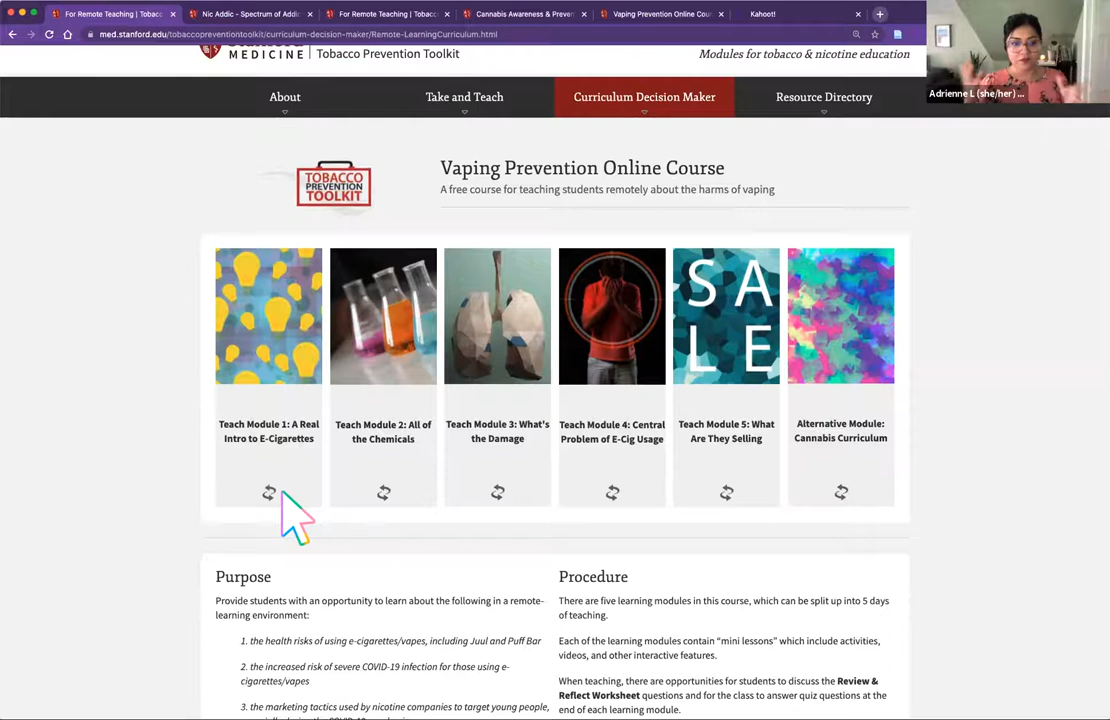 For Remote Teaching | Tobacc
Nic Addic - Spectrum of Addic
For Remote Teaching | Tobacc
Cannabis Awareness & Preven
Vaping Prevention Online Cour
Kahoot!
med.stanford.edu/tobaccopreventiontoolkit/curriculum-decision-maker/Remote-LearningCurriculum.html
MEDICINE | Tobacco Prevention Toolkit
Modules for tobacco & nicotine education
Adrienne L (she/her) ...
About
Take and Teach
Curriculum Decision Maker
Resource Directory
TOBACCO
PREVENTION
TOOLKIT
Vaping Prevention Online Course
A free course for teaching students remotely about the harms of vaping
SA
LE
Teach Module 1: A Real
Intro to E-Cigarettes
Teach Module 2: All of
the Chemicals
Teach Module 3: What's
the Damage
Teach Module 4: Central
Problem of E-Cig Usage
Teach Module 5: What
Are They Selling
Alternative Module:
Cannabis Curriculum
Purpose
Provide students with an opportunity to learn about the following in a remote-
learning environment:
1. the health risks of using e-cigarettes/vapes, including Juul and Puff Bar
2. the increased risk of severe COVID-19 infection for those using e-
cigarettes/vapes
3. the marketing tactics used by nicotine companies to target young people,
Procedure
There are five learning modules in this course, which can be split up into 5 days
of teaching.
Each of the learning modules contain “mini lessons” which include activities,
videos, and other interactive features.
When teaching, there are opportunities for students to discuss the Review &
Reflect Worksheet questions and for the class to answer quiz questions at the
end of each learning module.